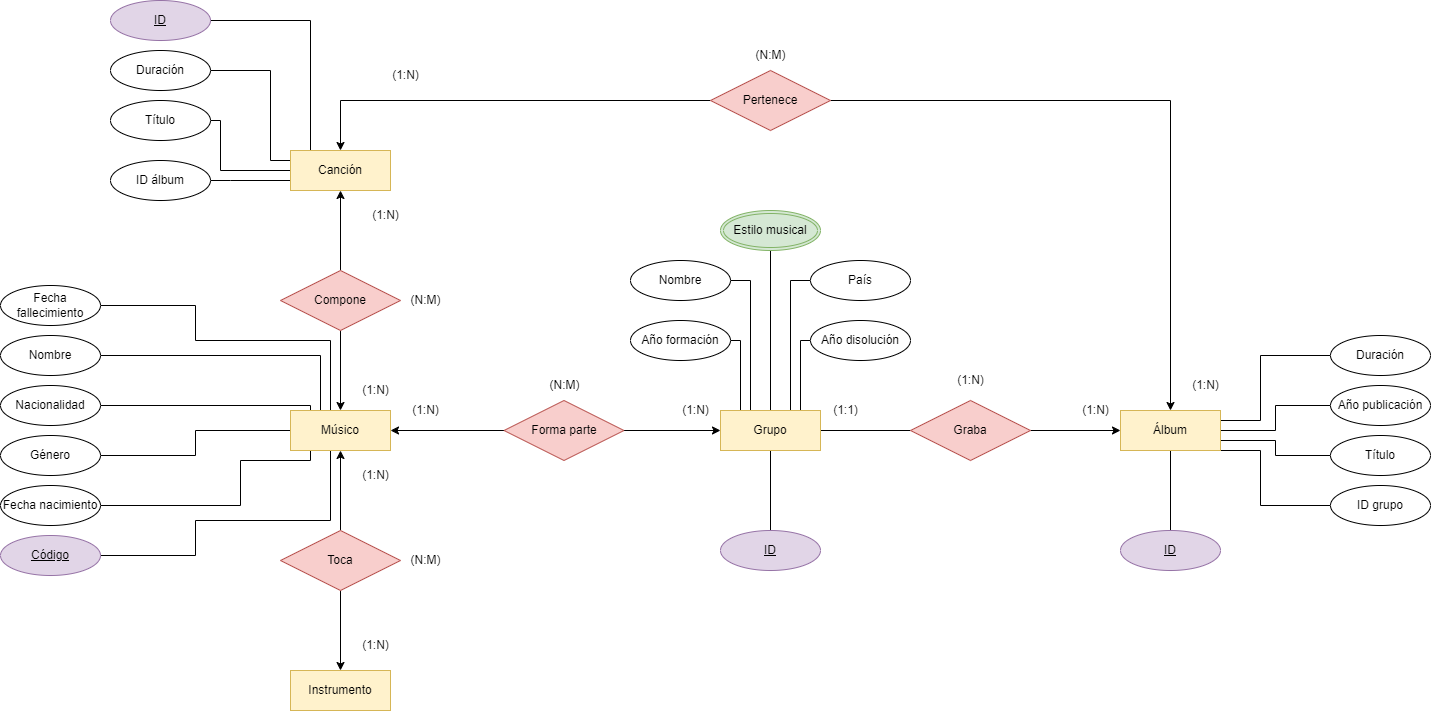 ID
Duración
Título
ID álbum
Canción
(1:N)
(N:M)
Pertenece
(1:N)
Compone
(N:M)
(1:N)
Estilo musical
Nombre
País
Año formación
Año disolución
Fecha
fallecimiento
Nombre
Nacionalidad
Género
Fecha nacimiento
Código
Músico
(1:N)
(N:M)
Forma parte
(1:N)
Grupo
(1:1)
(1:N)
Graba
(1:N)
(1:N)
Álbum
Duración
Año publicación
Título
ID grupo
(1:N)
Toca
(N:M)
ID
ID
(1:N)
Instrumento